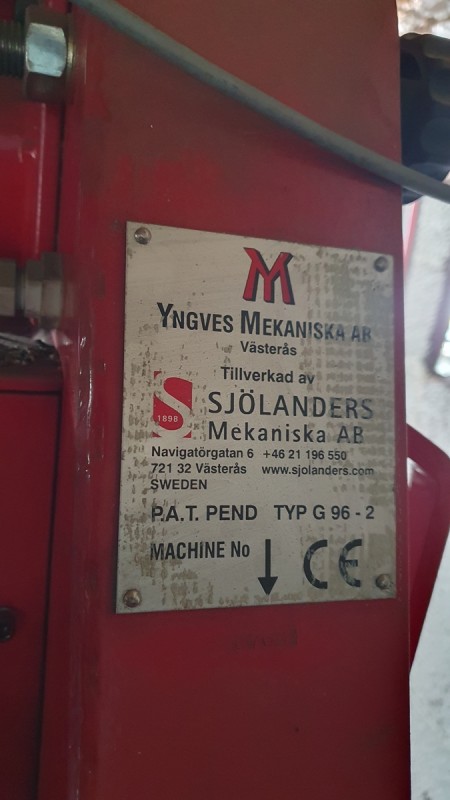 YM
YNGVES MEKANISKA AB
Västerås
Tillverkad av
S
1898
SJÖLANDERS
Mekaniska AB
Navigatörgatan 6 +46 21 196 550
721 32 Västerås www.sjolanders.com
SWEDEN
P.A.T. PEND TYP G 96 - 2
MACHINE No ↓ CE